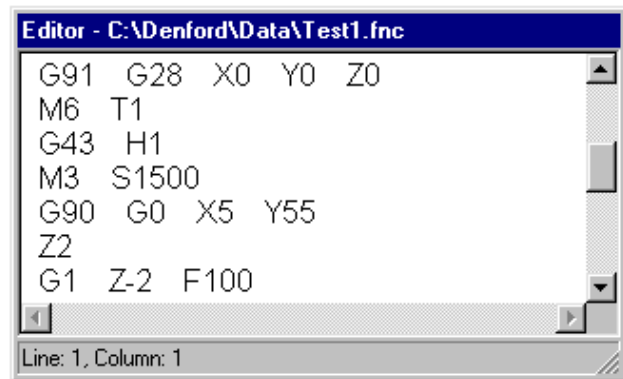 Editor - C:\Denford\Data\Test1.fnc
G91 G28 X0 Y0 Z0
M6 T1
G43 H1
M3 S1500
G90 G0 X5 Y55
Z2
G1 Z-2 F100
Line: 1, Column: 1